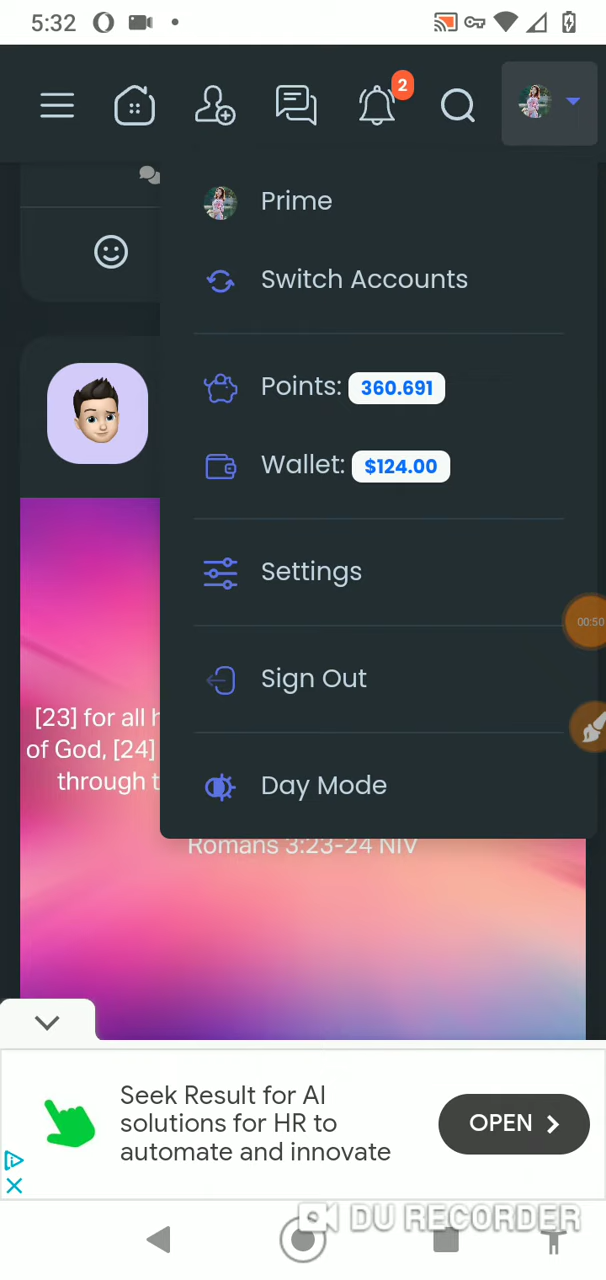 5:32
2
Prime
Switch Accounts
Points: 360.691
Wallet: $124.00
Settings
00:50
Sign Out
[23] for all
of God, [24]
through
Day Mode
Romans 3:23-24 NIV
Seek Result for AI
solutions for HR to
automate and innovate
OPEN
DU RECORDER